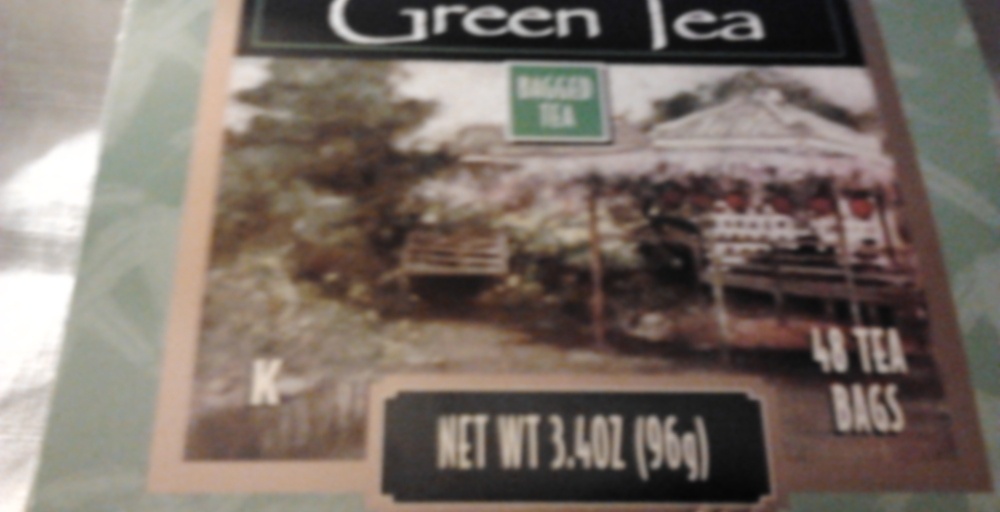 Green Tea
BAGGED
TEA
48 TEA
BAGS
K
NET WT 3.4OZ (96g)